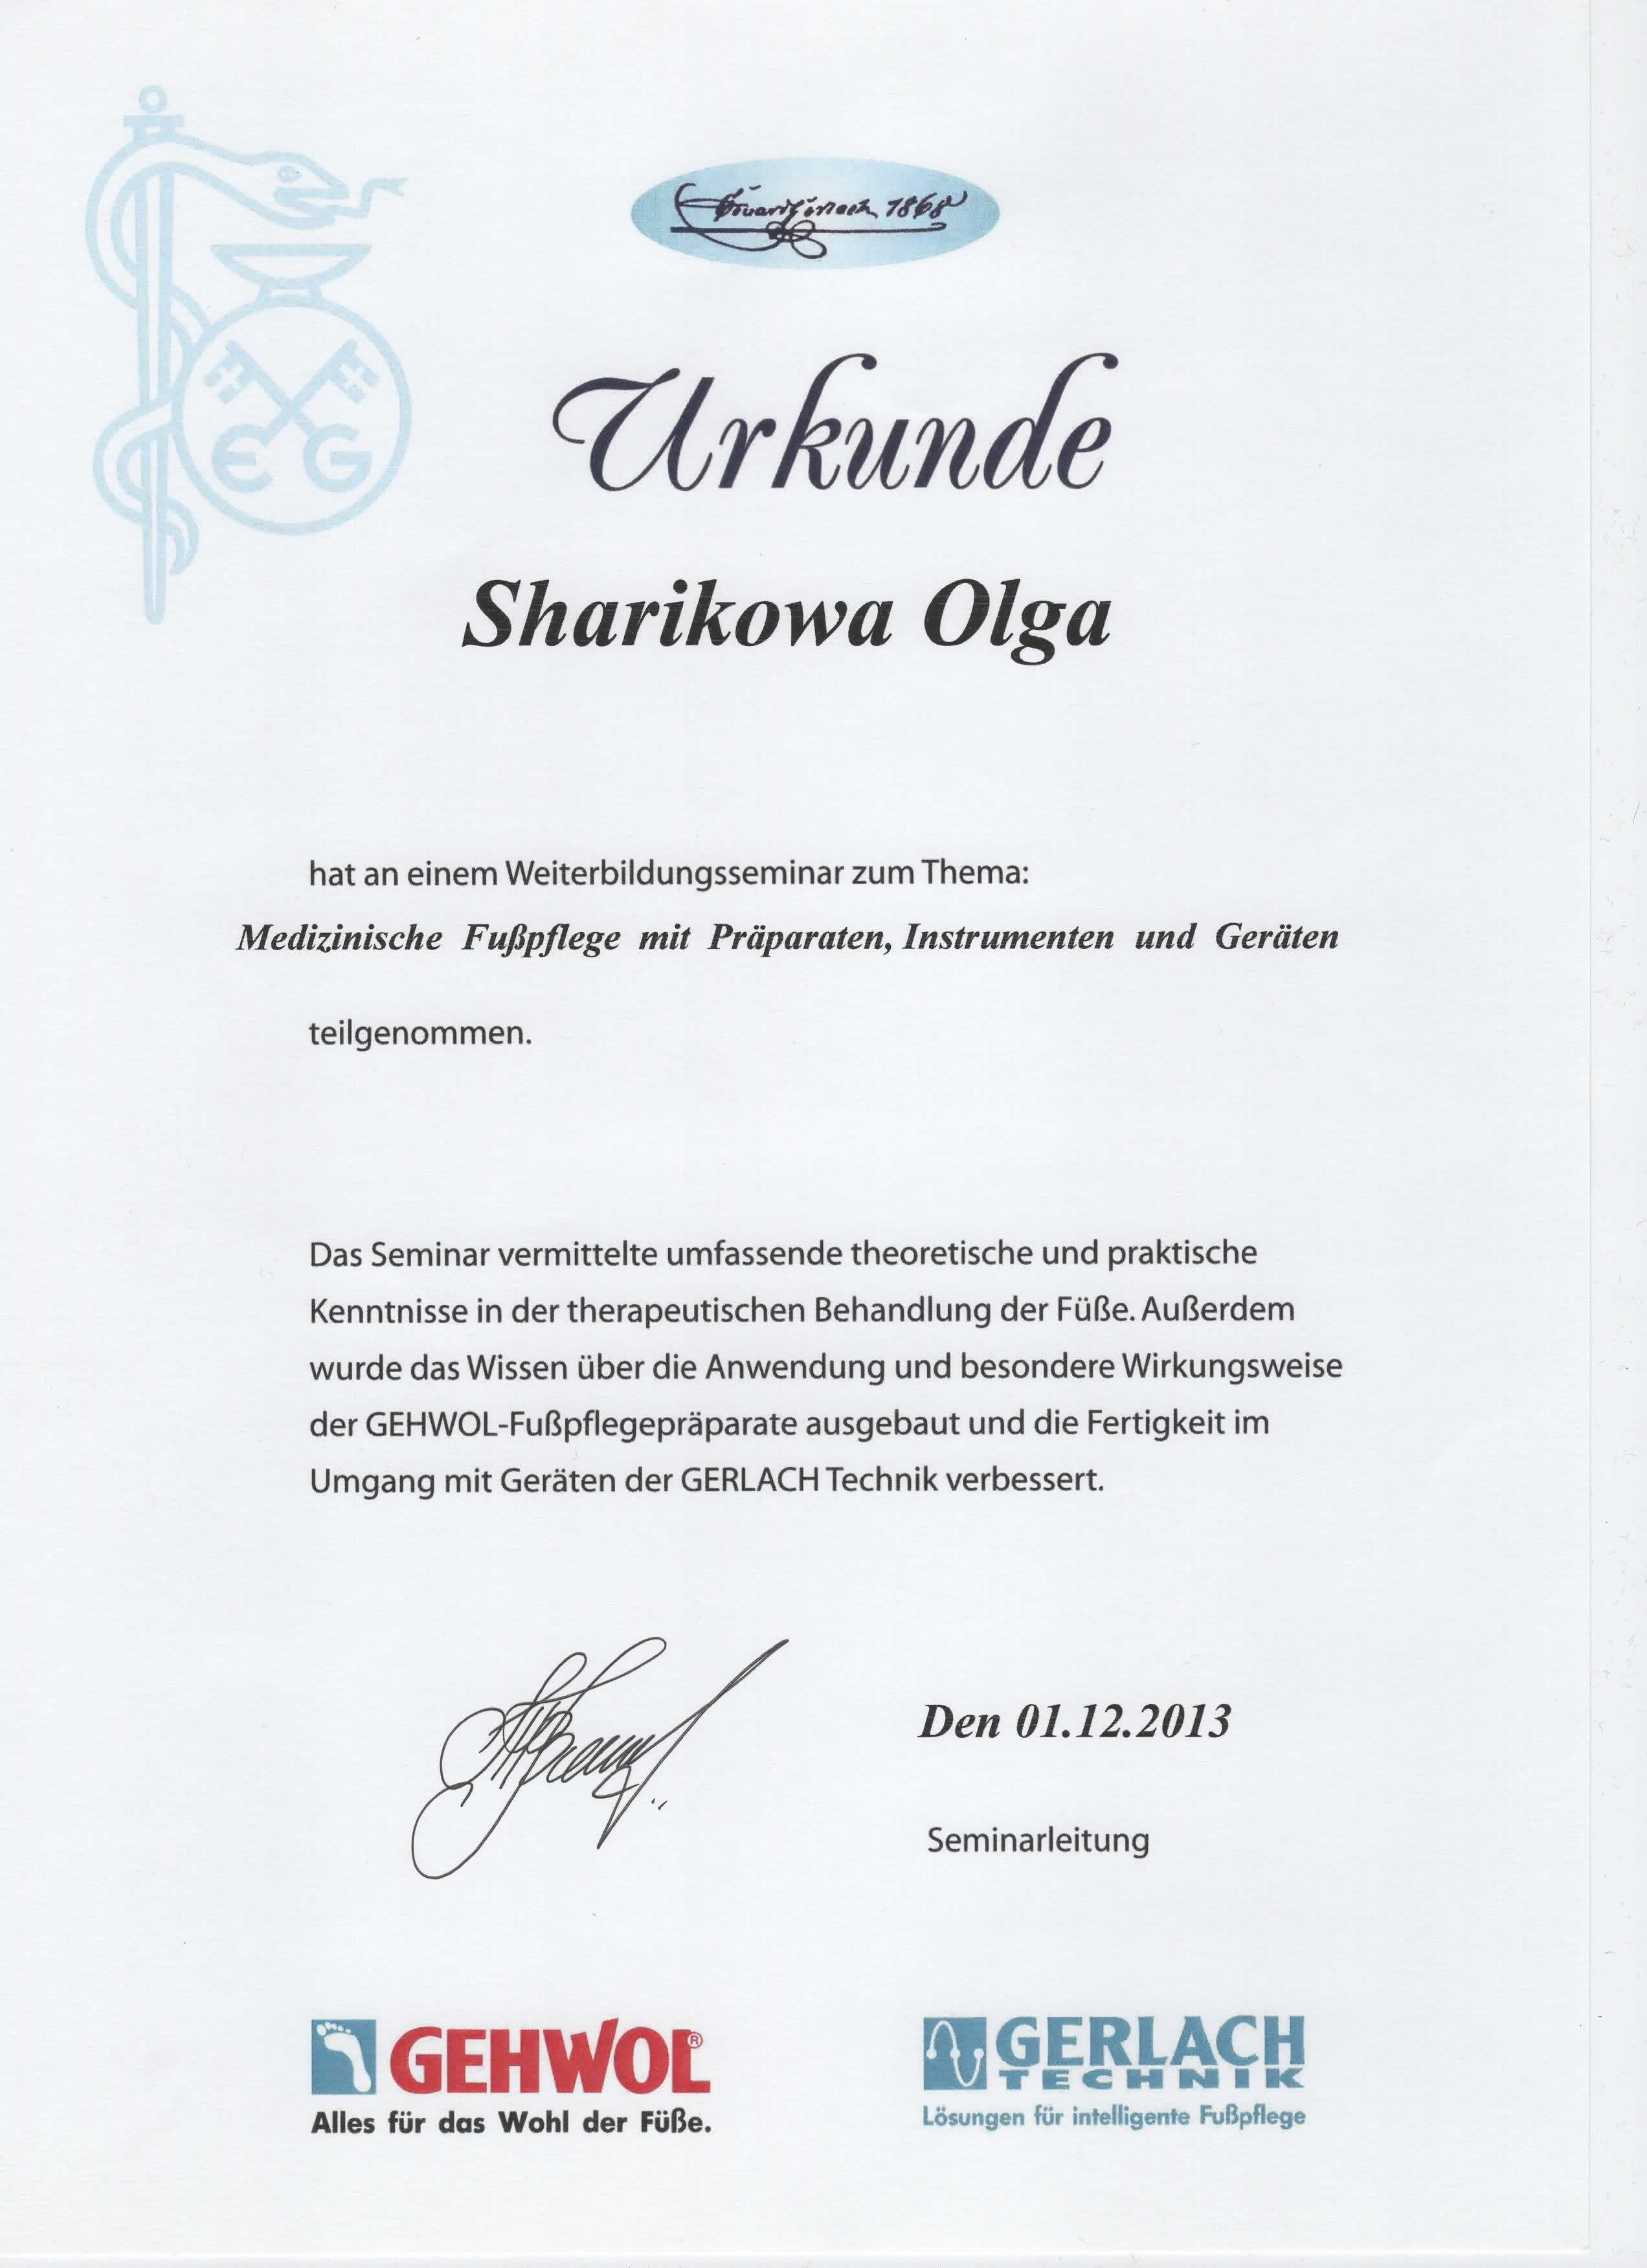 Eduard Gerlach 1868
Urkunde
Sharikowa Olga
hat an einem Weiterbildungsseminar zum Thema:
Medizinische Fußpflege mit Präparaten, Instrumenten und Geräten
teilgenommen.
Das Seminar vermittelte umfassende theoretische und praktische
Kenntnisse in der therapeutischen Behandlung der Füße. Außerdem
wurde das Wissen über die Anwendung und besondere Wirkungsweise
der GEHWOL-Fußpflegepräparate ausgebaut und die Fertigkeit im
Umgang mit Geräten der GERLACH Technik verbessert.
Den 01.12.2013
Seminarleitung
EG
GEHWOL®
Alles für das Wohl der Füße.
GERLACH
TECHNIK
Lösungen für intelligente Fußpflege